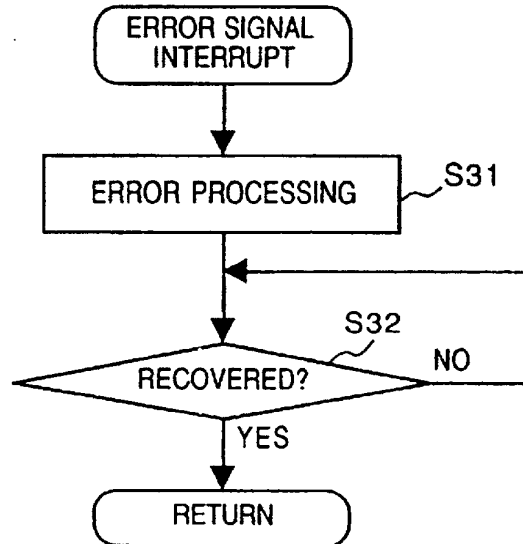 ERROR SIGNAL
INTERRUPT
ERROR PROCESSING
S31
S32
RECOVERED?
NO
YES
RETURN